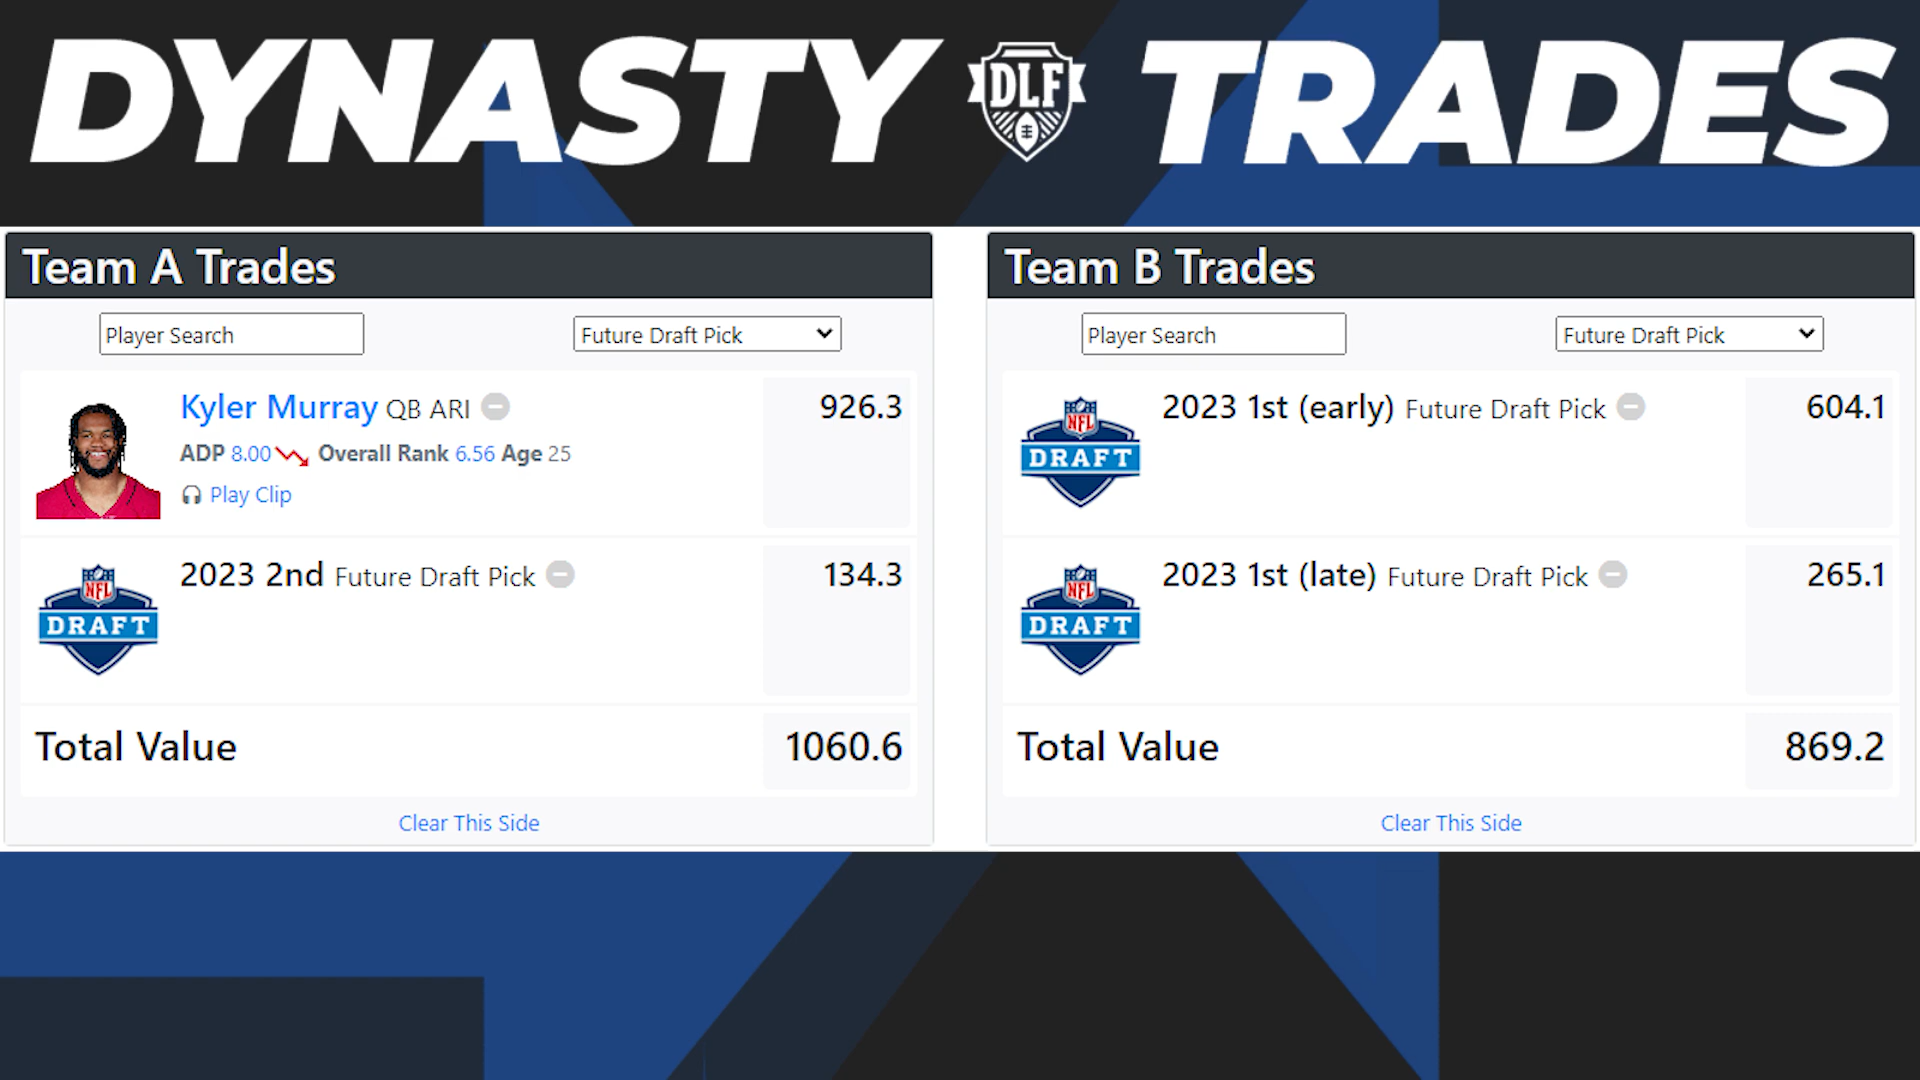 DYNASTY DLF TRADES
Team A Trades
Player Search
Future Draft Pick
Kyler Murray QB ARI
926.3
ADP 8.00 Overall Rank 6.56 Age 25
Play Clip
NFL
DRAFT
2023 2nd Future Draft Pick
134.3
Total Value
1060.6
Clear This Side
Team B Trades
Player Search
Future Draft Pick
NFL
DRAFT
2023 1st (early) Future Draft Pick
604.1
NFL
DRAFT
2023 1st (late) Future Draft Pick
265.1
Total Value
869.2
Clear This Side